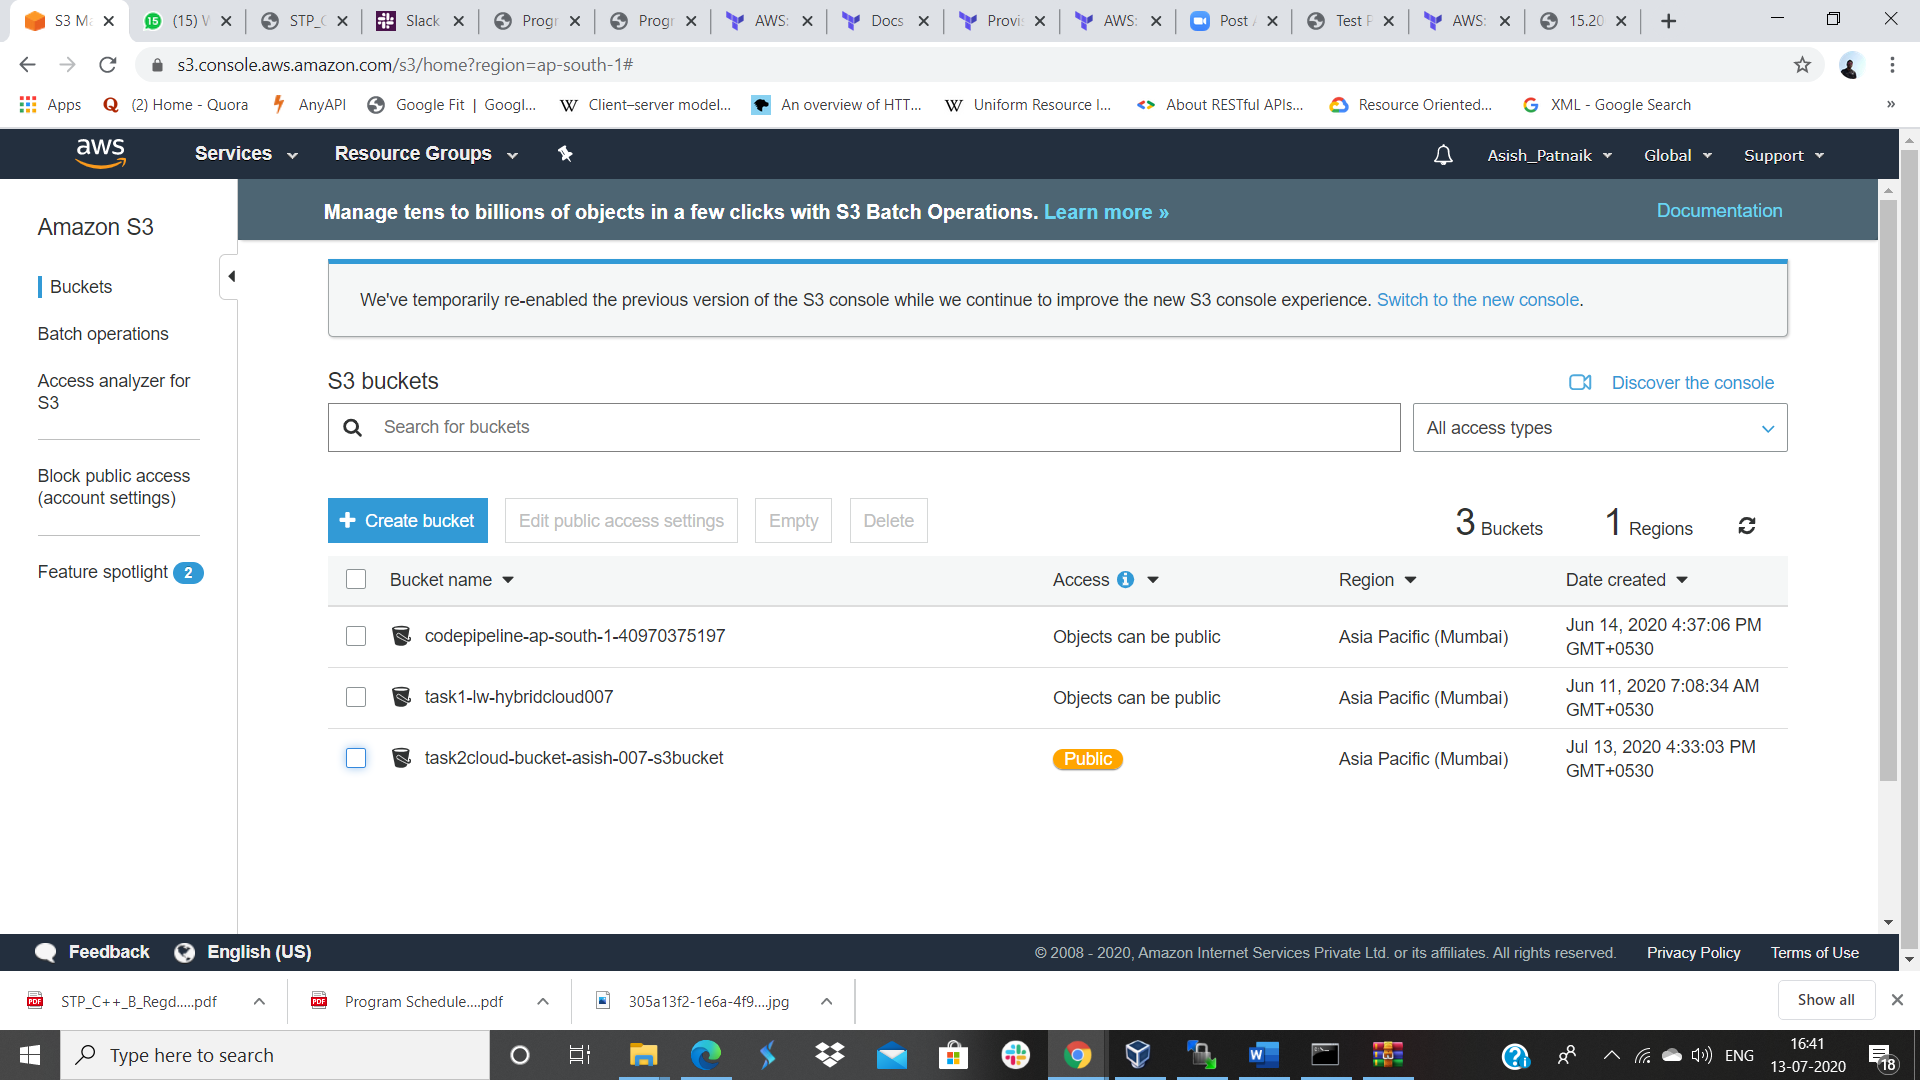 S3 Ma
(15) W
STP_C
Slack
Progr
Progr
AWS:
Docs
Provis
AWS:
Post A
Test P
AWS:
15.20
s3.console.aws.amazon.com/s3/home?region=ap-south-1#
Apps
(2) Home - Quora
AnyAPI
Google Fit | Googl...
Client–server model...
An overview of HTT...
Uniform Resource I...
About RESTful APIs...
Resource Oriented...
XML - Google Search
»
aws
Services
Resource Groups
Asish_Patnaik
Global
Support
Manage tens to billions of objects in a few clicks with S3 Batch Operations. Learn more »
Documentation
Amazon S3
Buckets
Batch operations
Access analyzer for
S3
Block public access
(account settings)
Feature spotlight 2
We've temporarily re-enabled the previous version of the S3 console while we continue to improve the new S3 console experience. Switch to the new console.
S3 buckets
Discover the console
Search for buckets
All access types
+ Create bucket
Edit public access settings
Empty
Delete
3 Buckets
1 Regions
Bucket name
Access
Region
Date created
codepipeline-ap-south-1-40970375197
Objects can be public
Asia Pacific (Mumbai)
Jun 14, 2020 4:37:06 PM
GMT+0530
task1-lw-hybridcloud007
Objects can be public
Asia Pacific (Mumbai)
Jun 11, 2020 7:08:34 AM
GMT+0530
task2cloud-bucket-asish-007-s3bucket
Public
Asia Pacific (Mumbai)
Jul 13, 2020 4:33:03 PM
GMT+0530
Feedback
English (US)
© 2008 - 2020, Amazon Internet Services Private Ltd. or its affiliates. All rights reserved.
Privacy Policy
Terms of Use
STP_C++_B_Regd.....pdf
Program Schedule....pdf
305a13f2-1e6a-4f9....jpg
Show all
Type here to search
ENG
16:41
13-07-2020
18